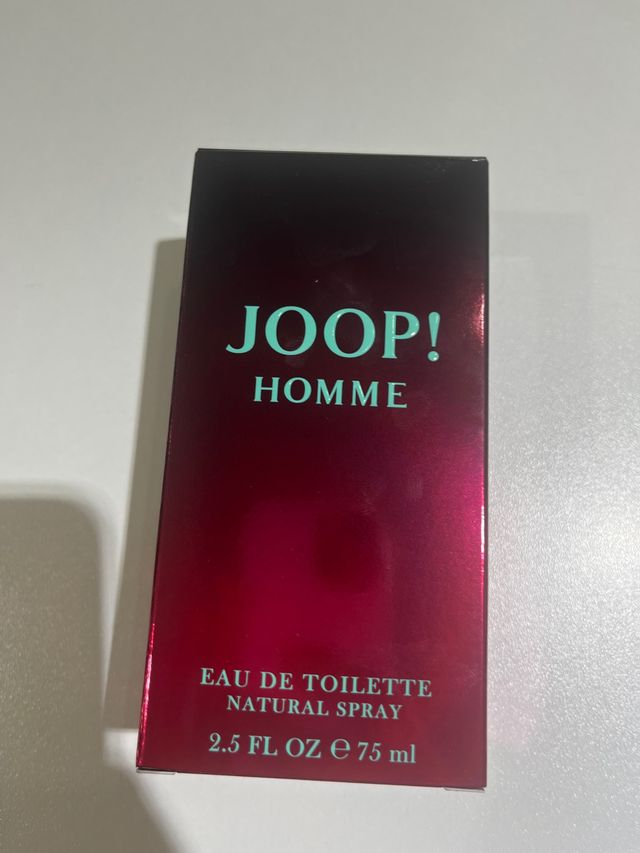 JOOP!
HOMME
EAU DE TOILETTE
NATURAL SPRAY
2.5 FL OZ ℮ 75 ml